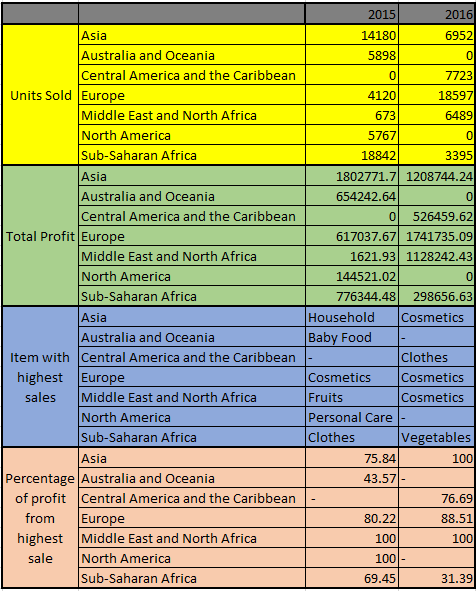 2015 2016
Units Sold
Asia 14180 6952
Australia and Oceania 5898 0
Central America and the Caribbean 0 7723
Europe 4120 18597
Middle East and North Africa 673 6489
North America 5767 0
Sub-Saharan Africa 18842 3395
Total Profit
Asia 1802771.7 1208744.24
Australia and Oceania 654242.64 0
Central America and the Caribbean 0 526459.62
Europe 617037.67 1741735.09
Middle East and North Africa 1621.93 1128242.43
North America 144521.02 0
Sub-Saharan Africa 776344.48 298656.63
Item with
highest
sales
Asia Household Cosmetics
Australia and Oceania Baby Food -
Central America and the Caribbean - Clothes
Europe Cosmetics Cosmetics
Middle East and North Africa Fruits Cosmetics
North America Personal Care -
Sub-Saharan Africa Clothes Vegetables
Percentage
of profit
from
highest
sale
Asia 75.84 100
Australia and Oceania 43.57 -
Central America and the Caribbean - 76.69
Europe 80.22 88.51
Middle East and North Africa 100 100
North America 100 -
Sub-Saharan Africa 69.45 31.39